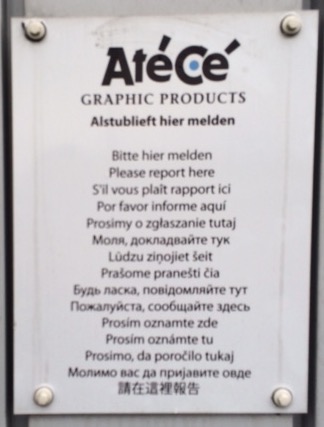 AtéCé
GRAPHIC PRODUCTS
Alstublieft hier melden
Bitte hier melden
Please report here
S'il vous plaît rapport ici
Por favor informe aquí
Prosimy o zgłaszanie tutaj
Моля, докладвайте тук
Lūdzu ziņojiet šeit
Prašome pranešti čia
Будь ласка, повідомляйте тут
Пожалуйста, сообщайте здесь
Prosím oznamte zde
Prosím oznámte tu
Prosimo, da poročilo tukaj
Молимо вас да пријавите овде
請在這裡報告